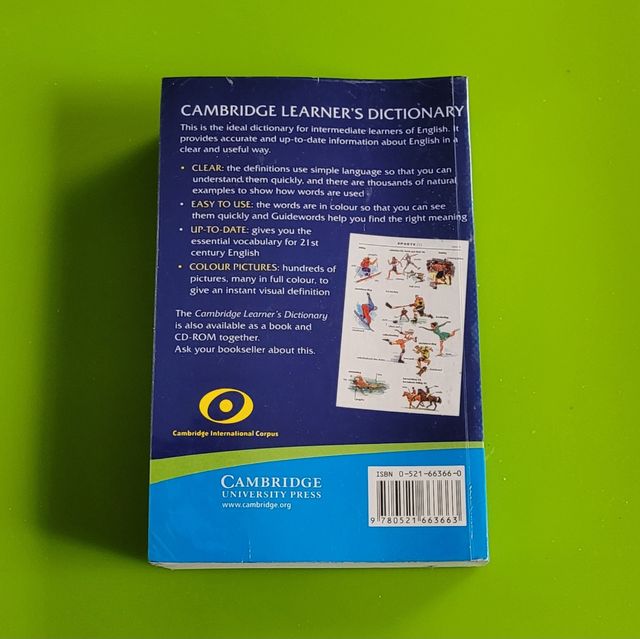 CAMBRIDGE LEARNER'S DICTIONARY
This is the ideal dictionary for intermediate learners of English. It
provides accurate and up-to-date information about English in a
clear and useful way.
• CLEAR: the definitions use simple language so that you can
understand them quickly, and there are thousands of natural
examples to show how words are used
• EASY TO USE: the words are in colour so that you can see
them quickly and Guidewords help you find the right meaning
• UP-TO-DATE: gives you the
essential vocabulary for 21st
century English
• COLOUR PICTURES: hundreds of
pictures, many in full colour, to
give an instant visual definition
The Cambridge Learner's Dictionary
is also available as a book and
CD-ROM together.
Ask your bookseller about this.
SPORTS
Cambridge International Corpus
CAMBRIDGE
UNIVERSITY PRESS
www.cambridge.org
ISBN 0-521-66366-0
9 780521 663663